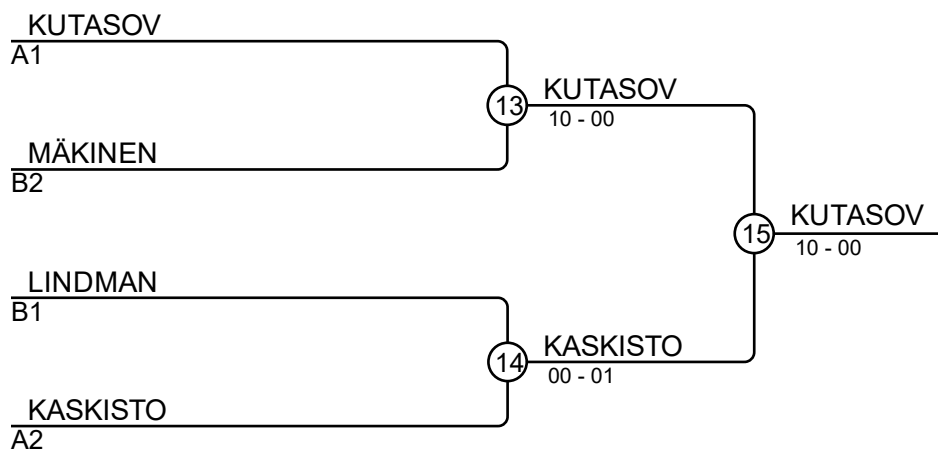 KUTASOV
A1
13
KUTASOV
10 - 00
MÄKINEN
B2
15
KUTASOV
10 - 00
LINDMAN
B1
14
KASKISTO
00 - 01
KASKISTO
A2